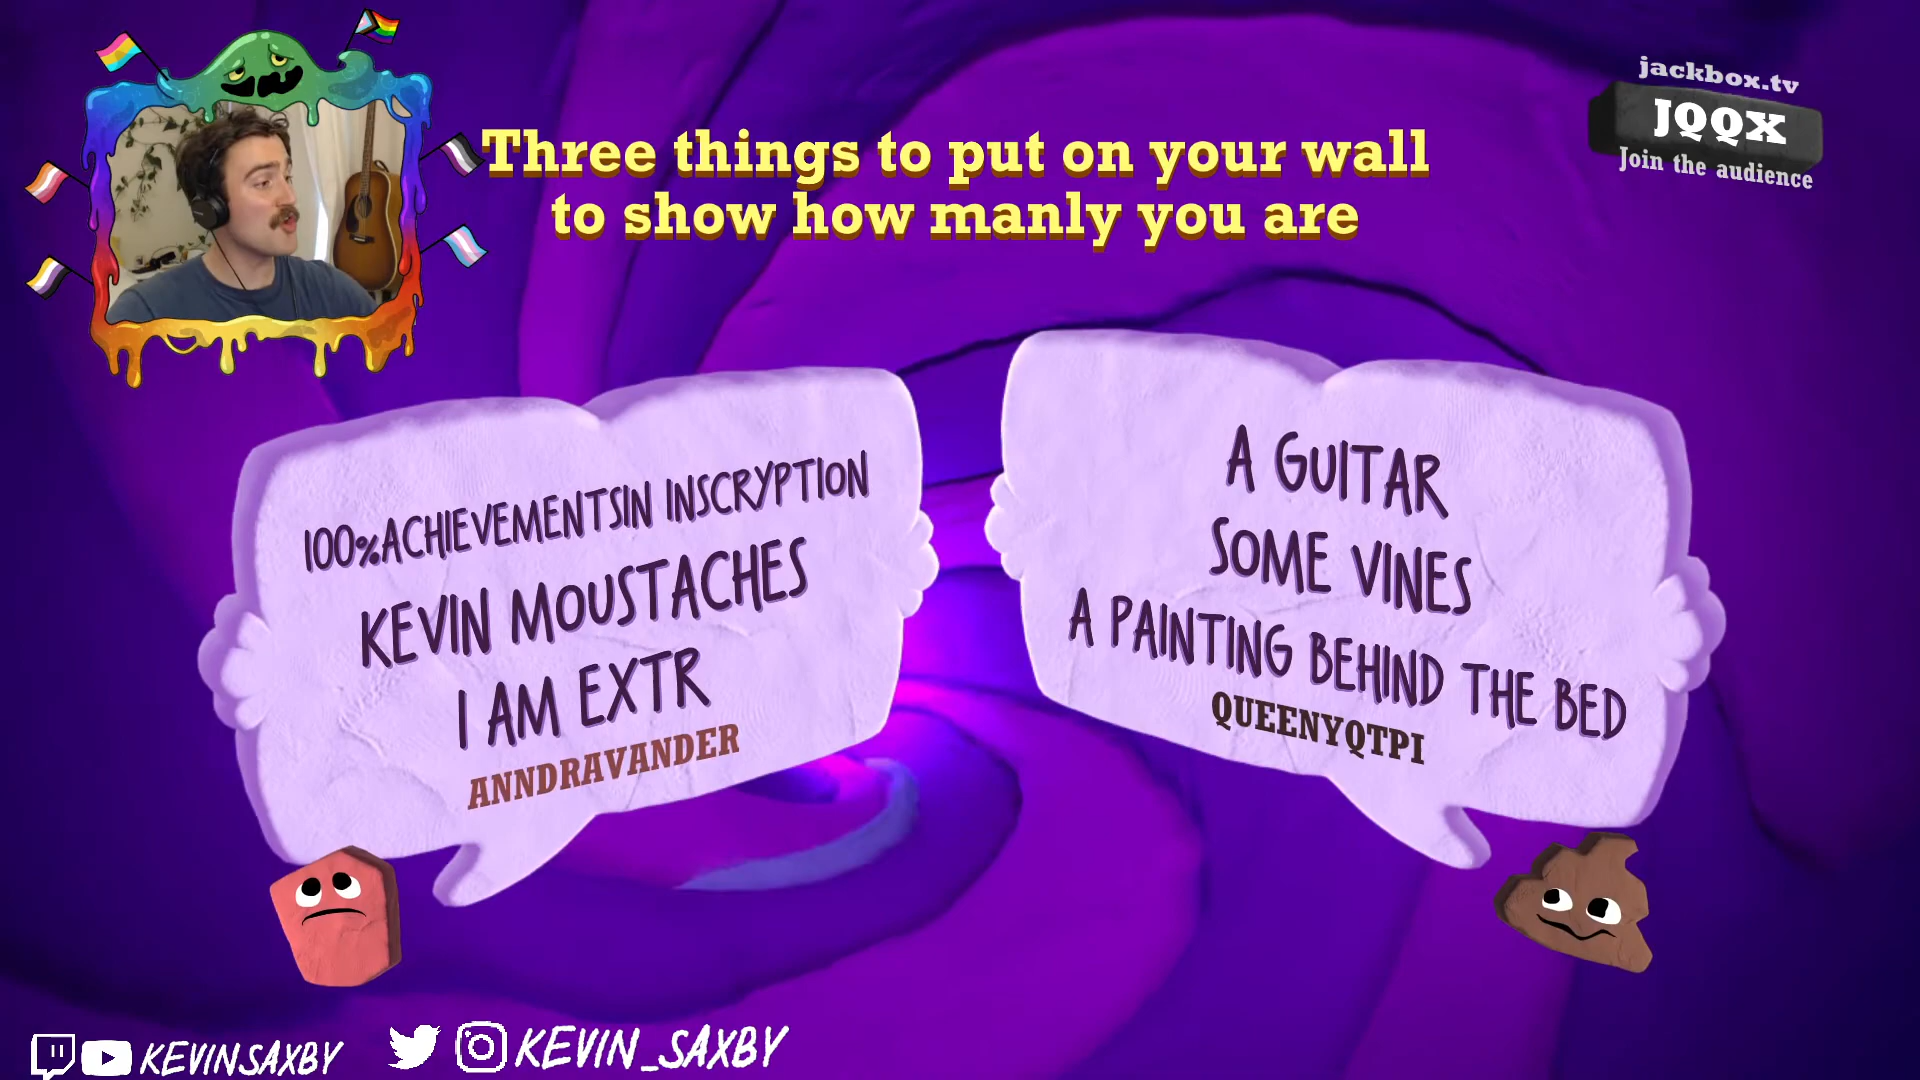 jackbox.tv
JQQX
Join the audience
Three things to put on your wall
to show how manly you are
100%ACHIEVEMENTSIN INSCRYPTION
KEVIN MOUSTACHES
I AM EXTR
ANNDRAVANDER
A GUITAR
SOME VINES
A PAINTING BEHIND THE BED
QUEENYQTPI
KEVINSAXBY
KEVIN_SAXBY